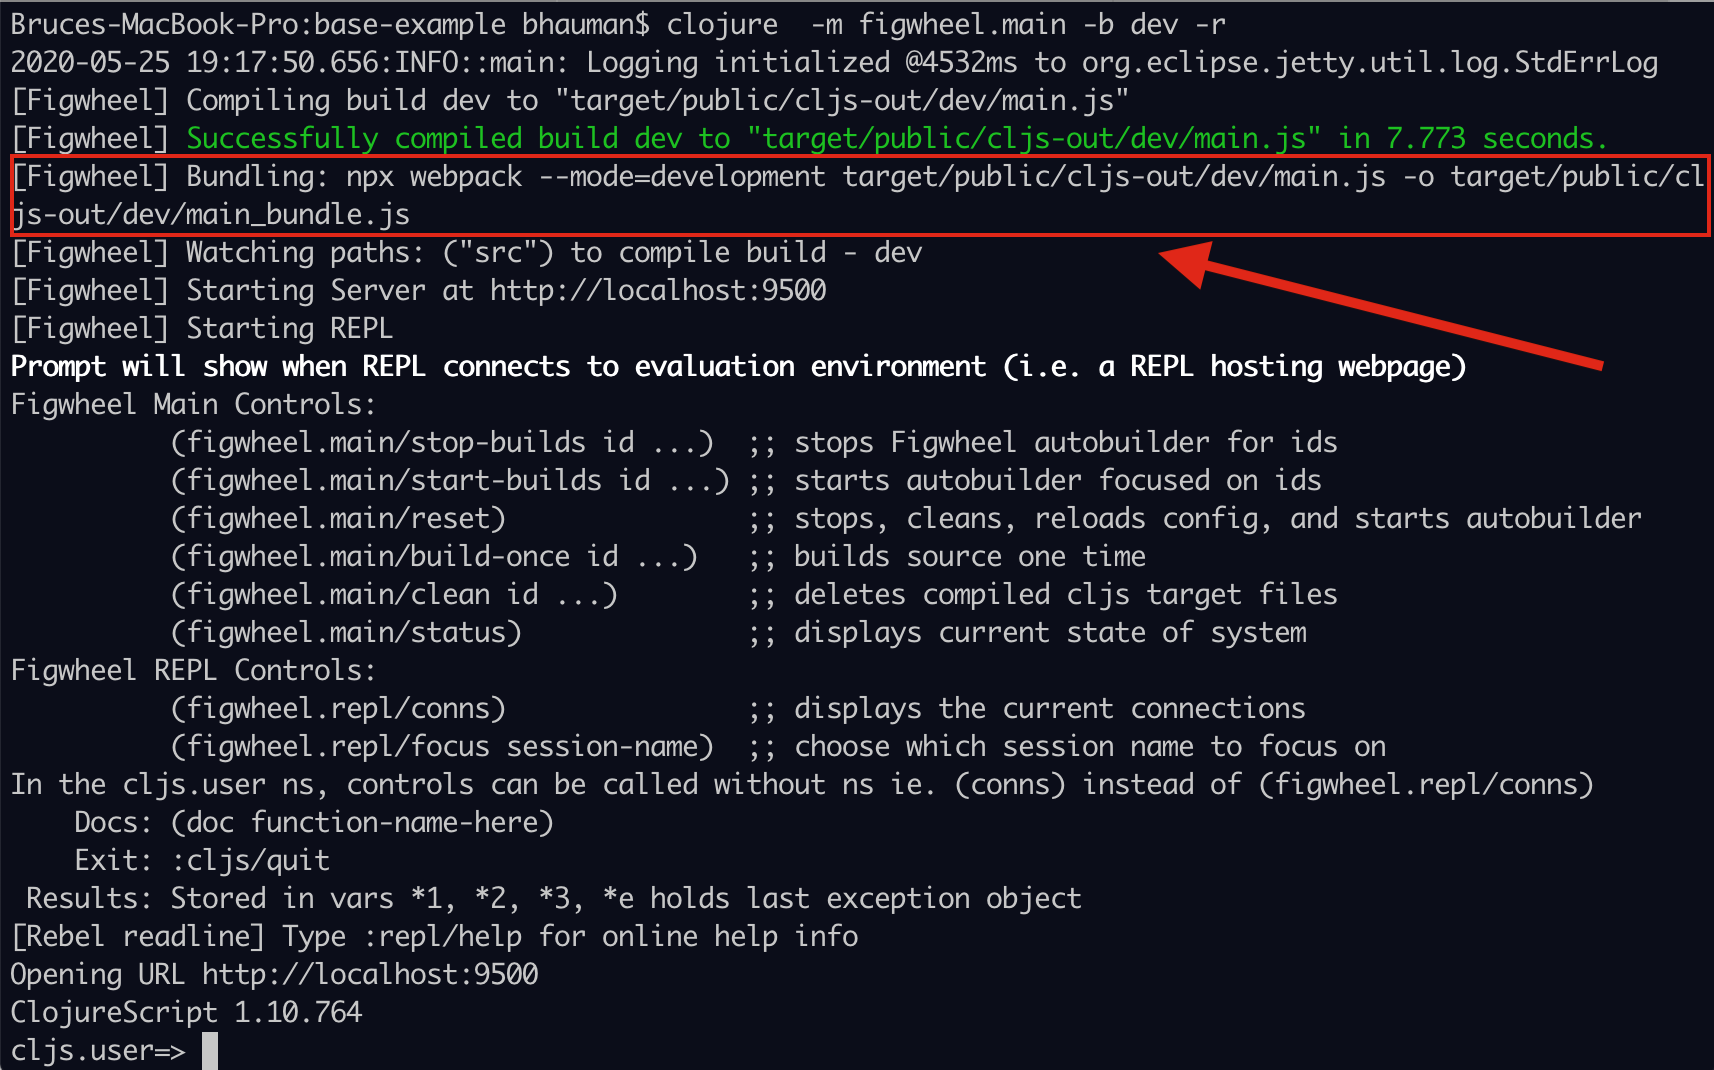 Bruces-MacBook-Pro:base-example bhauman$ clojure  -m figwheel.main -b dev -r
2020-05-25 19:17:50.656:INFO::main: Logging initialized @4532ms to org.eclipse.jetty.util.log.StdErrLog
[Figwheel] Compiling build dev to "target/public/cljs-out/dev/main.js"
[Figwheel] Successfully compiled build dev to "target/public/cljs-out/dev/main.js" in 7.773 seconds.
[Figwheel] Bundling: npx webpack --mode=development target/public/cljs-out/dev/main.js -o target/public/cl
js-out/dev/main_bundle.js
[Figwheel] Watching paths: ("src") to compile build - dev
[Figwheel] Starting Server at http://localhost:9500
[Figwheel] Starting REPL
Prompt will show when REPL connects to evaluation environment (i.e. a REPL hosting webpage)
Figwheel Main Controls:
          (figwheel.main/stop-builds id ...)  ;; stops Figwheel autobuilder for ids
          (figwheel.main/start-builds id ...) ;; starts autobuilder focused on ids
          (figwheel.main/reset)               ;; stops, cleans, reloads config, and starts autobuilder
          (figwheel.main/build-once id ...)   ;; builds source one time
          (figwheel.main/clean id ...)        ;; deletes compiled cljs target files
          (figwheel.main/status)              ;; displays current state of system
Figwheel REPL Controls:
          (figwheel.repl/conns)               ;; displays the current connections
          (figwheel.repl/focus session-name)  ;; choose which session name to focus on
In the cljs.user ns, controls can be called without ns ie. (conns) instead of (figwheel.repl/conns)
    Docs: (doc function-name-here)
    Exit: :cljs/quit
 Results: Stored in vars *1, *2, *3, *e holds last exception object
[Rebel readline] Type :repl/help for online help info
Opening URL http://localhost:9500
ClojureScript 1.10.764
cljs.user=>